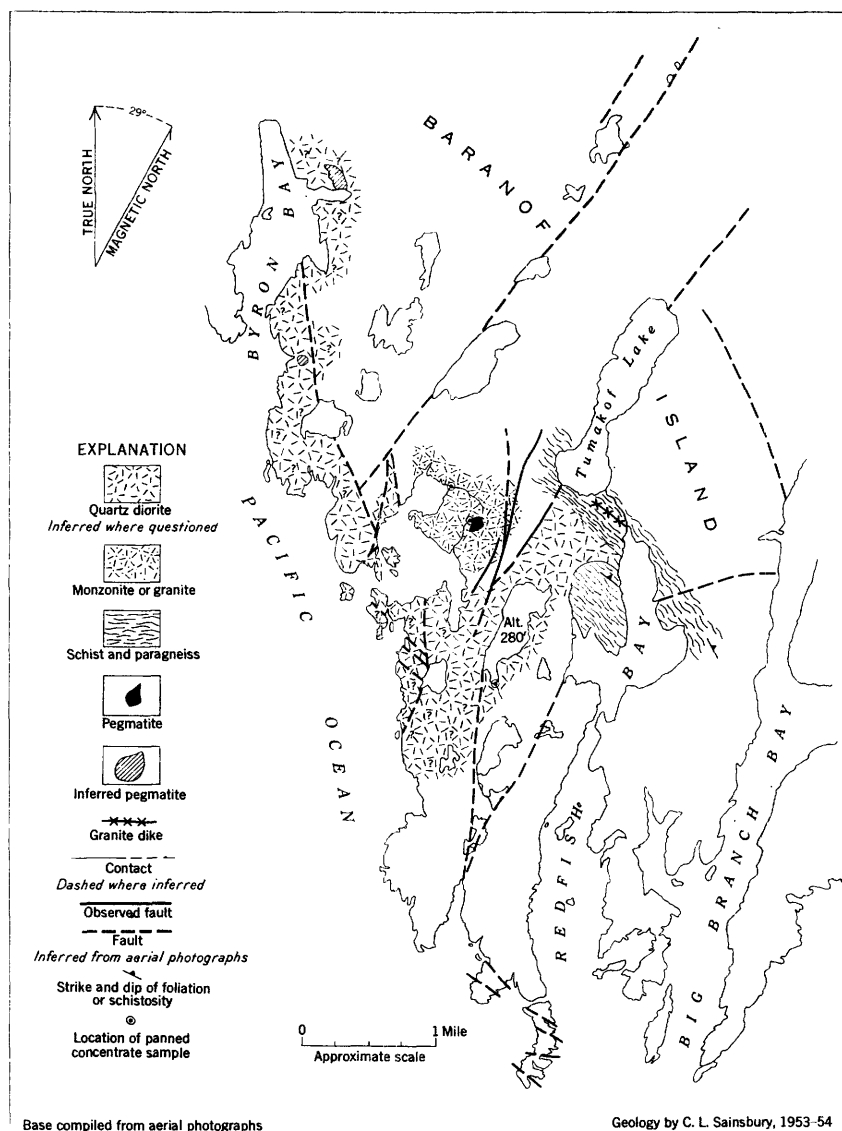 29°
TRUE NORTH
MAGNETIC NORTH
BARANOF
ISLAND
BYRON BAY
Tumakof Lake
PACIFIC
OCEAN
Alt.
280'
REDFISH
BAY
BIG BRANCH BAY
EXPLANATION
Quartz diorite
Inferred where questioned
Monzonite or granite
Schist and paragneiss
Pegmatite
Inferred pegmatite
Granite dike
Contact
Dashed where inferred
Observed fault
Fault
Inferred from aerial photographs
Strike and dip of foliation
or schistosity
Location of panned
concentrate sample
0 1 Mile
Approximate scale
Base compiled from aerial photographs
Geology by C. L. Sainsbury, 1953-54